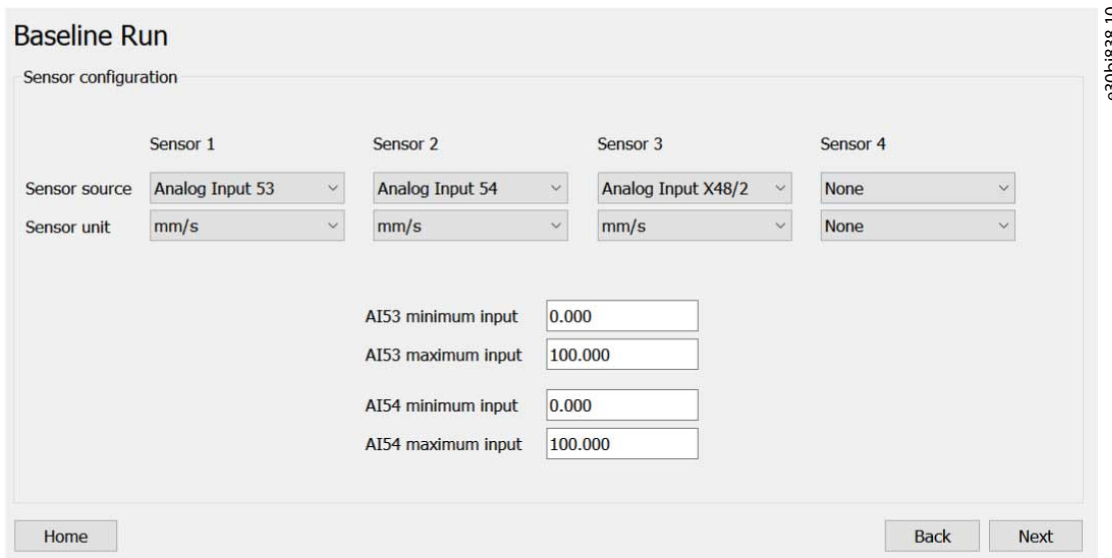 Baseline Run
Sensor configuration
Sensor 1 Sensor 2 Sensor 3 Sensor 4
Sensor source Analog Input 53 Analog Input 54 Analog Input X48/2 None
Sensor unit mm/s mm/s mm/s None
AI53 minimum input 0.000
AI53 maximum input 100.000
AI54 minimum input 0.000
AI54 maximum input 100.000
Home Back Next